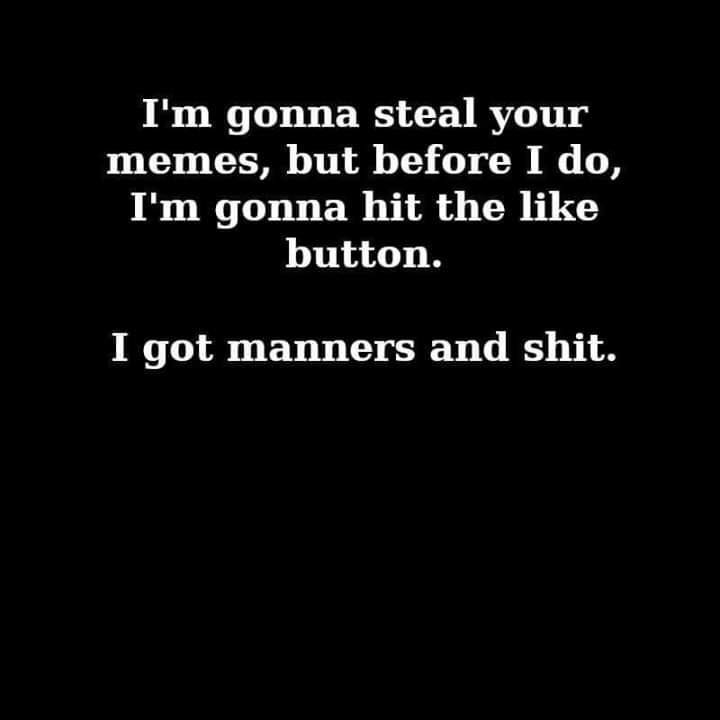 I'm gonna steal your
memes, but before I do,
I'm gonna hit the like
button.
I got manners and shit.